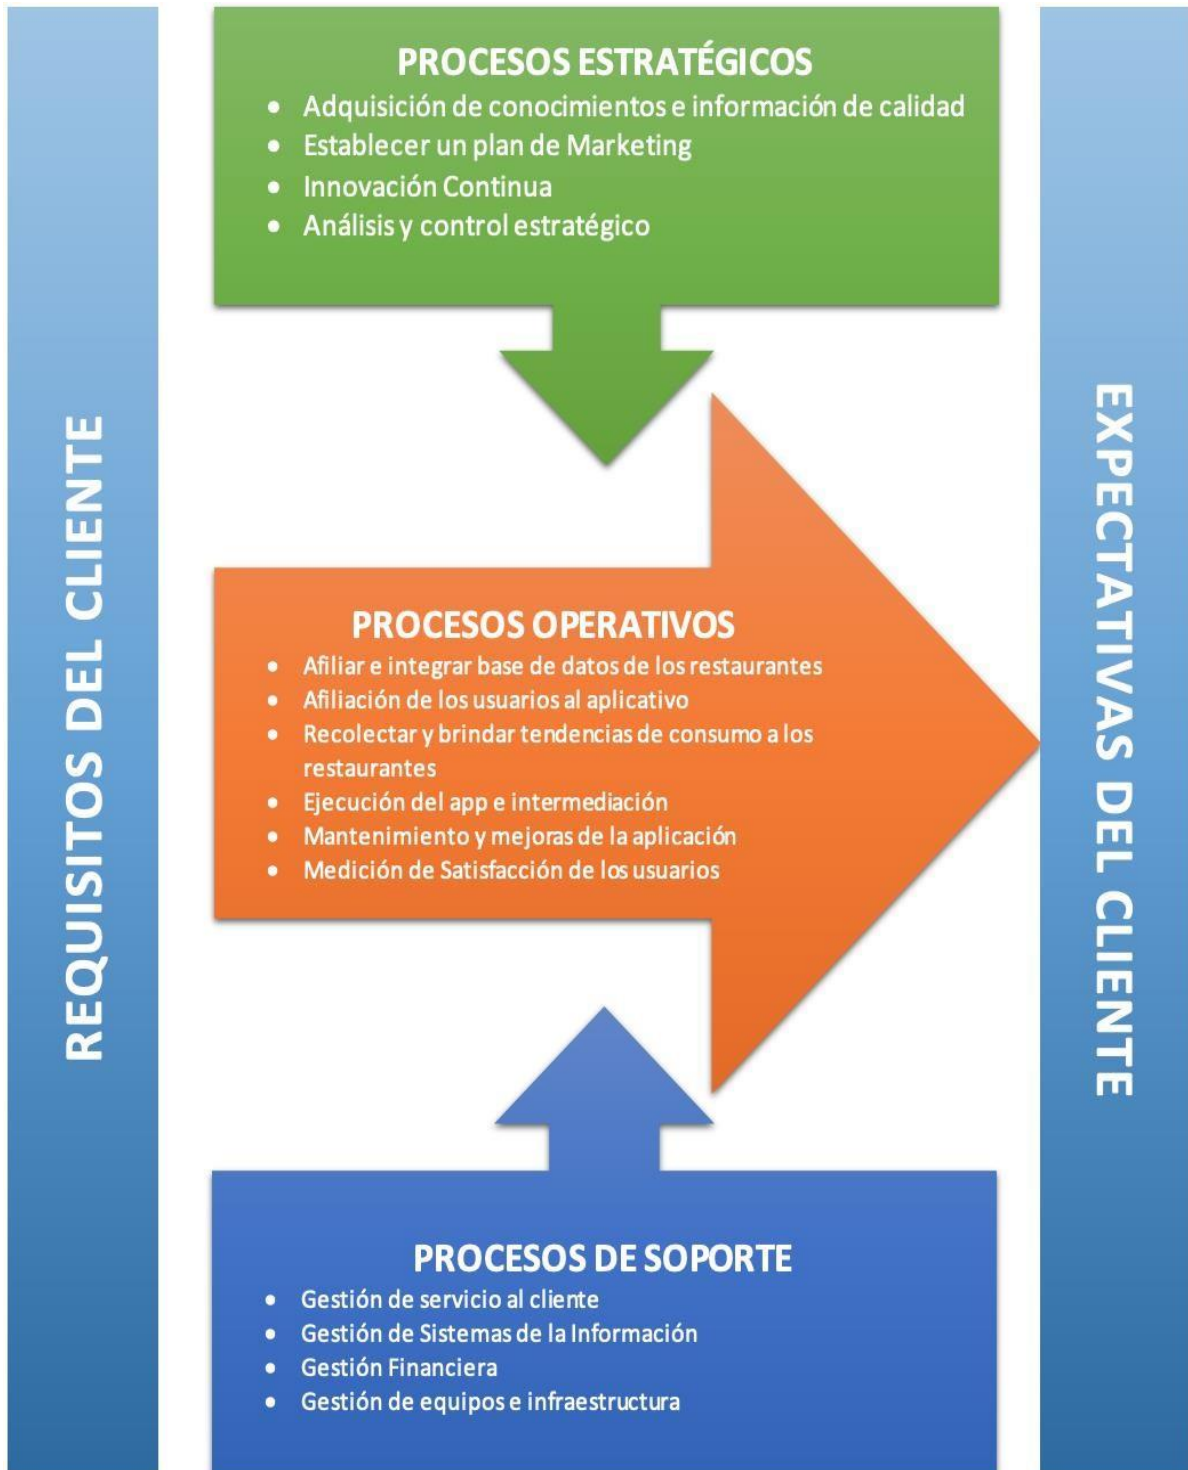 REQUISITOS DEL CLIENTE
PROCESOS ESTRATÉGICOS
• Adquisición de conocimientos e información de calidad
• Establecer un plan de Marketing
• Innovación Continua
• Análisis y control estratégico
PROCESOS OPERATIVOS
• Afiliar e integrar base de datos de los restaurantes
• Afiliación de los usuarios al aplicativo
• Recolectar y brindar tendencias de consumo a los
restaurantes
• Ejecución del app e intermediación
• Mantenimiento y mejoras de la aplicación
• Medición de Satisfacción de los usuarios
PROCESOS DE SOPORTE
• Gestión de servicio al cliente
• Gestión de Sistemas de la Información
• Gestión Financiera
• Gestión de equipos e infraestructura
EXPECTATIVAS DEL CLIENTE